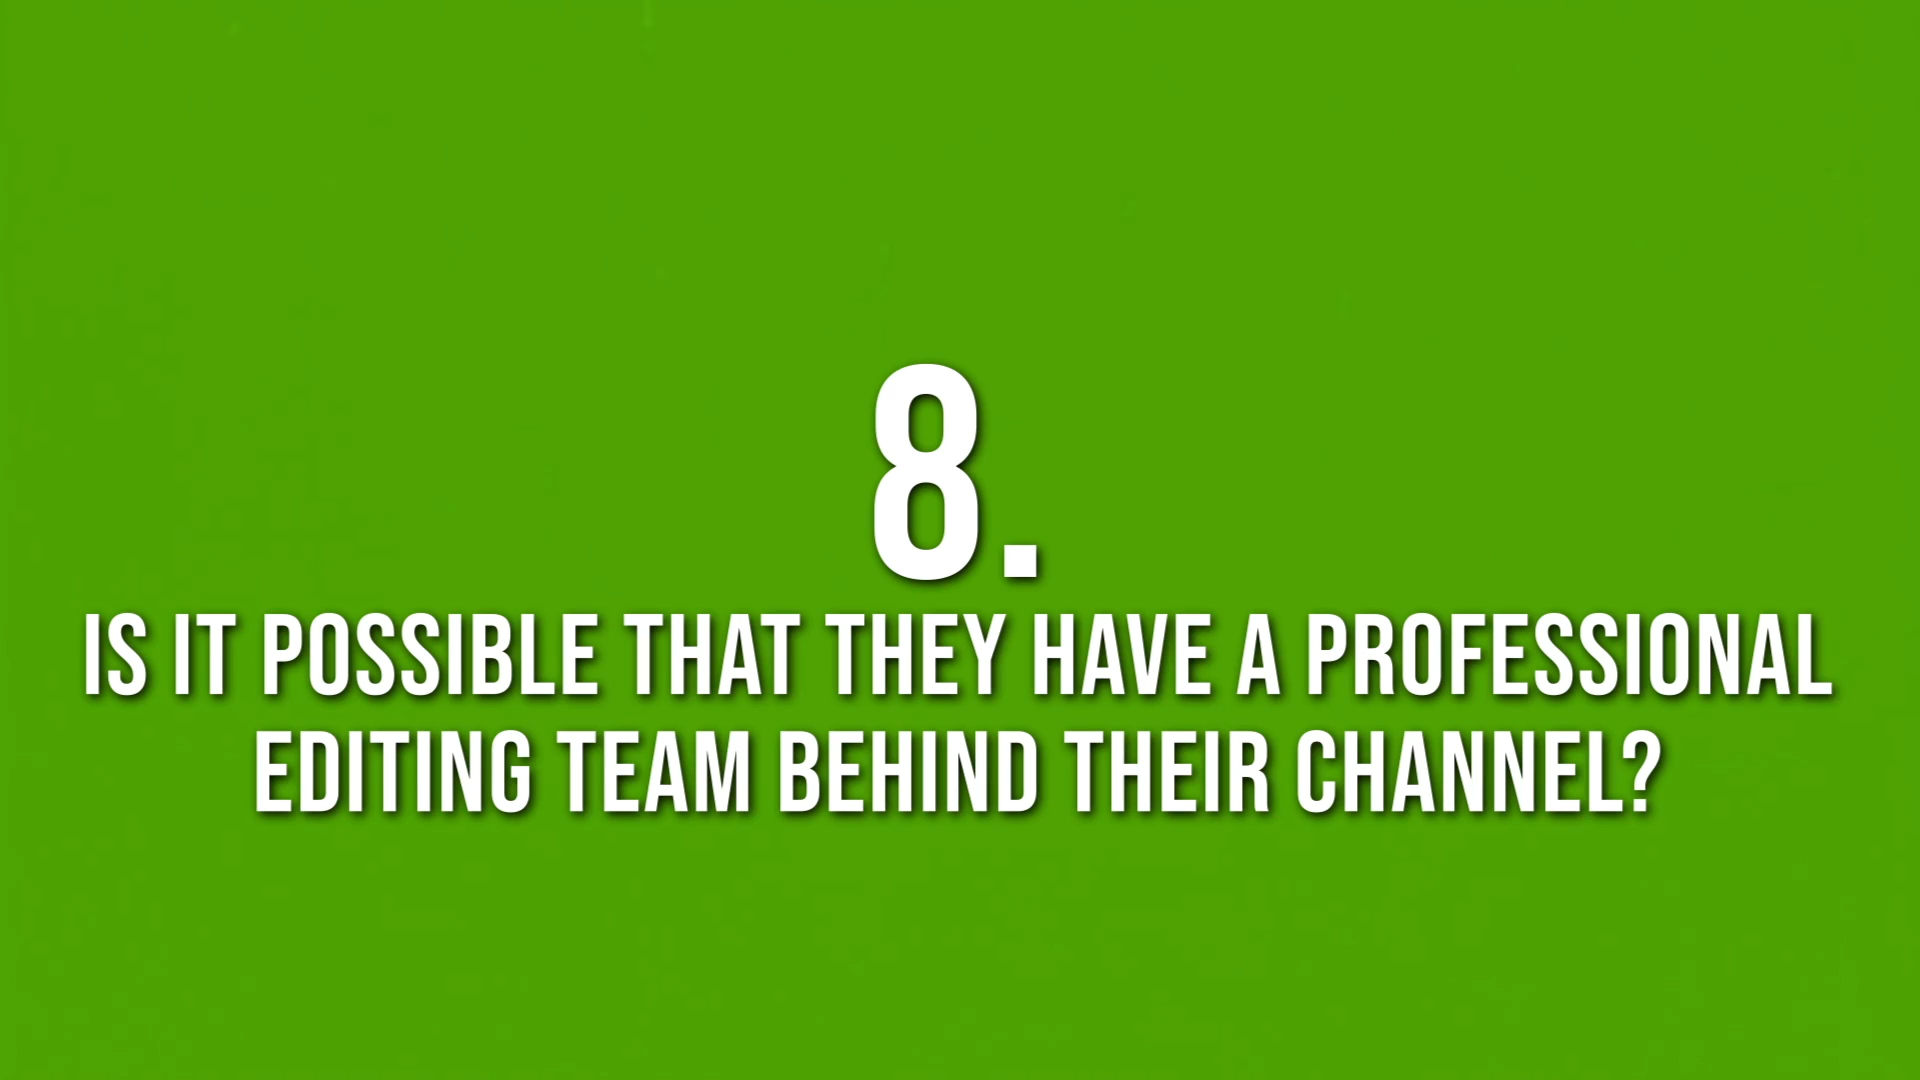 8.
IS IT POSSIBLE THAT THEY HAVE A PROFESSIONAL
EDITING TEAM BEHIND THEIR CHANNEL?